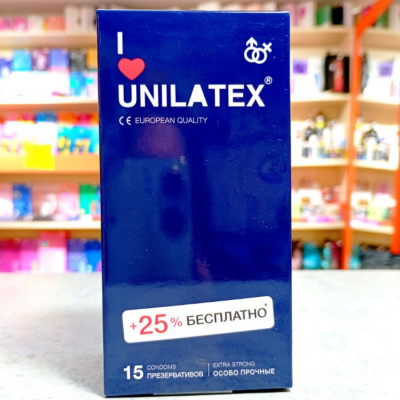 I
❤
UNILATEX®
CE EUROPEAN QUALITY
+25% БЕСПЛАТНО*
15 CONDOMS
ПРЕЗЕРВАТИВОВ
EXTRA STRONG
ОСОБО ПРОЧНЫЕ